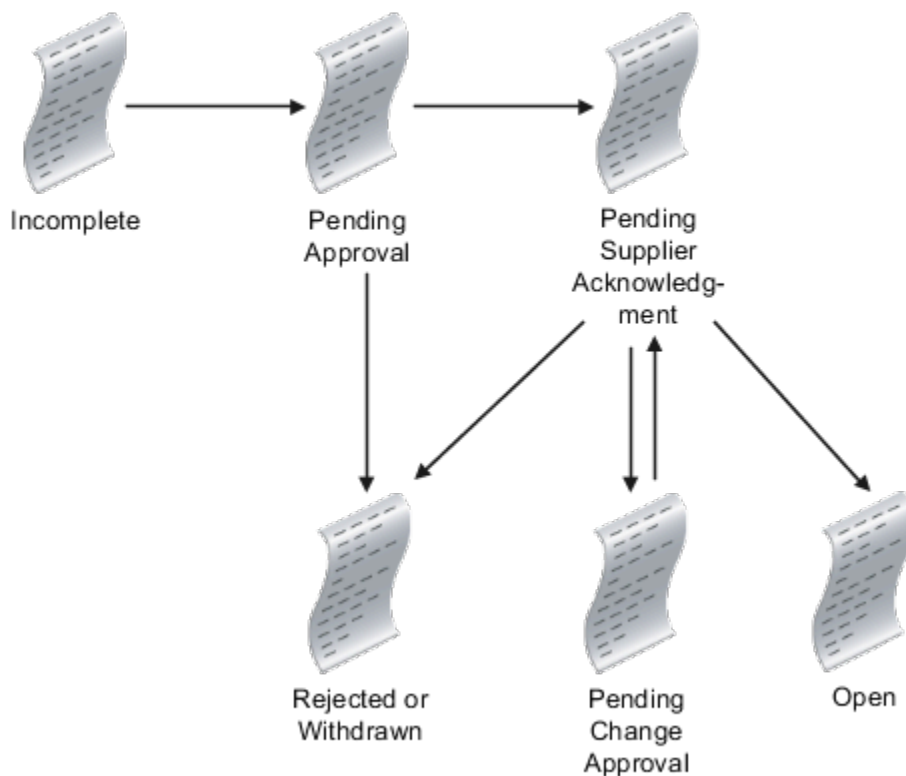 Incomplete
Pending
Approval
Pending
Supplier
Acknowledg-
ment
Rejected or
Withdrawn
Pending
Change
Approval
Open